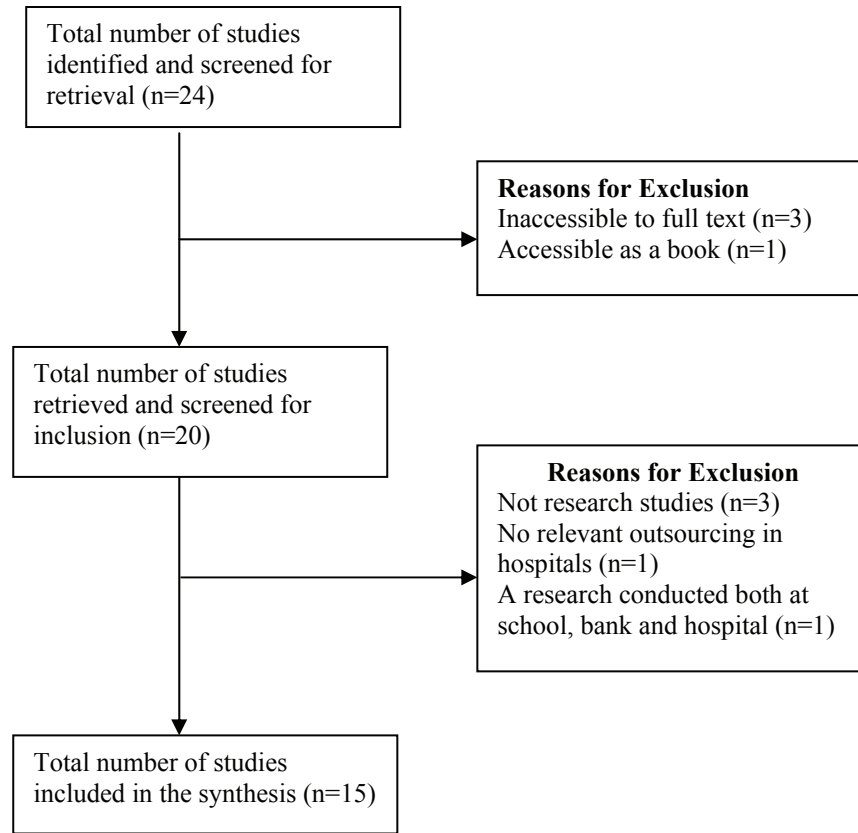 Total number of studies
identified and screened for
retrieval (n=24)
Reasons for Exclusion
Inaccessible to full text (n=3)
Accessible as a book (n=1)
Total number of studies
retrieved and screened for
inclusion (n=20)
Reasons for Exclusion
Not research studies (n=3)
No relevant outsourcing in
hospitals (n=1)
A research conducted both at
school, bank and hospital (n=1)
Total number of studies
included in the synthesis (n=15)